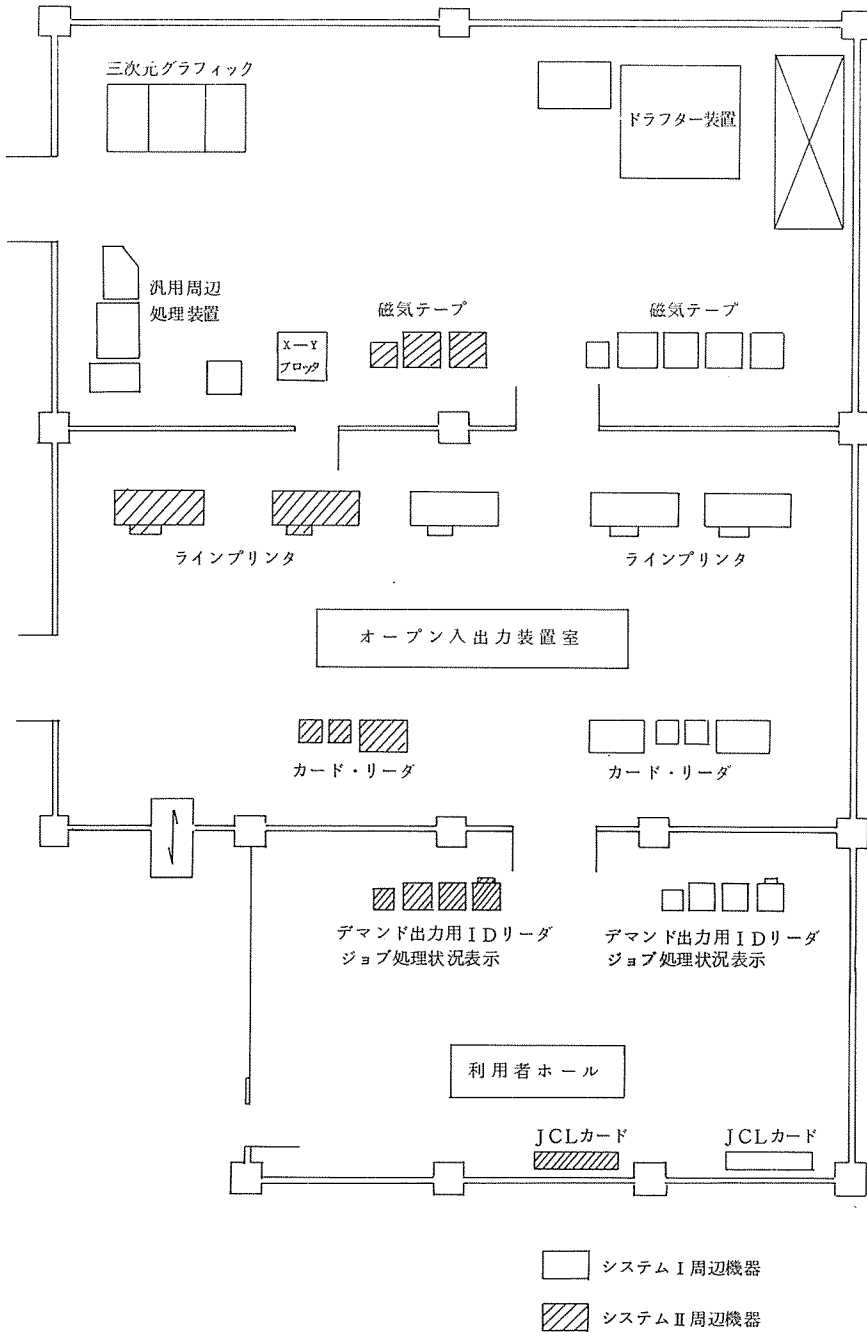 三次元グラフィック
ドラフター装置
汎用周辺
処理装置
X—Y
プロッタ
磁気テープ
磁気テープ
ラインプリンタ
ラインプリンタ
オープン入出力装置室
カード・リーダ
カード・リーダ
デマンド出力用IDリーダ
ジョブ処理状況表示
デマンド出力用IDリーダ
ジョブ処理状況表示
利用者ホール
JCLカード
JCLカード
システムⅠ周辺機器
システムⅡ周辺機器